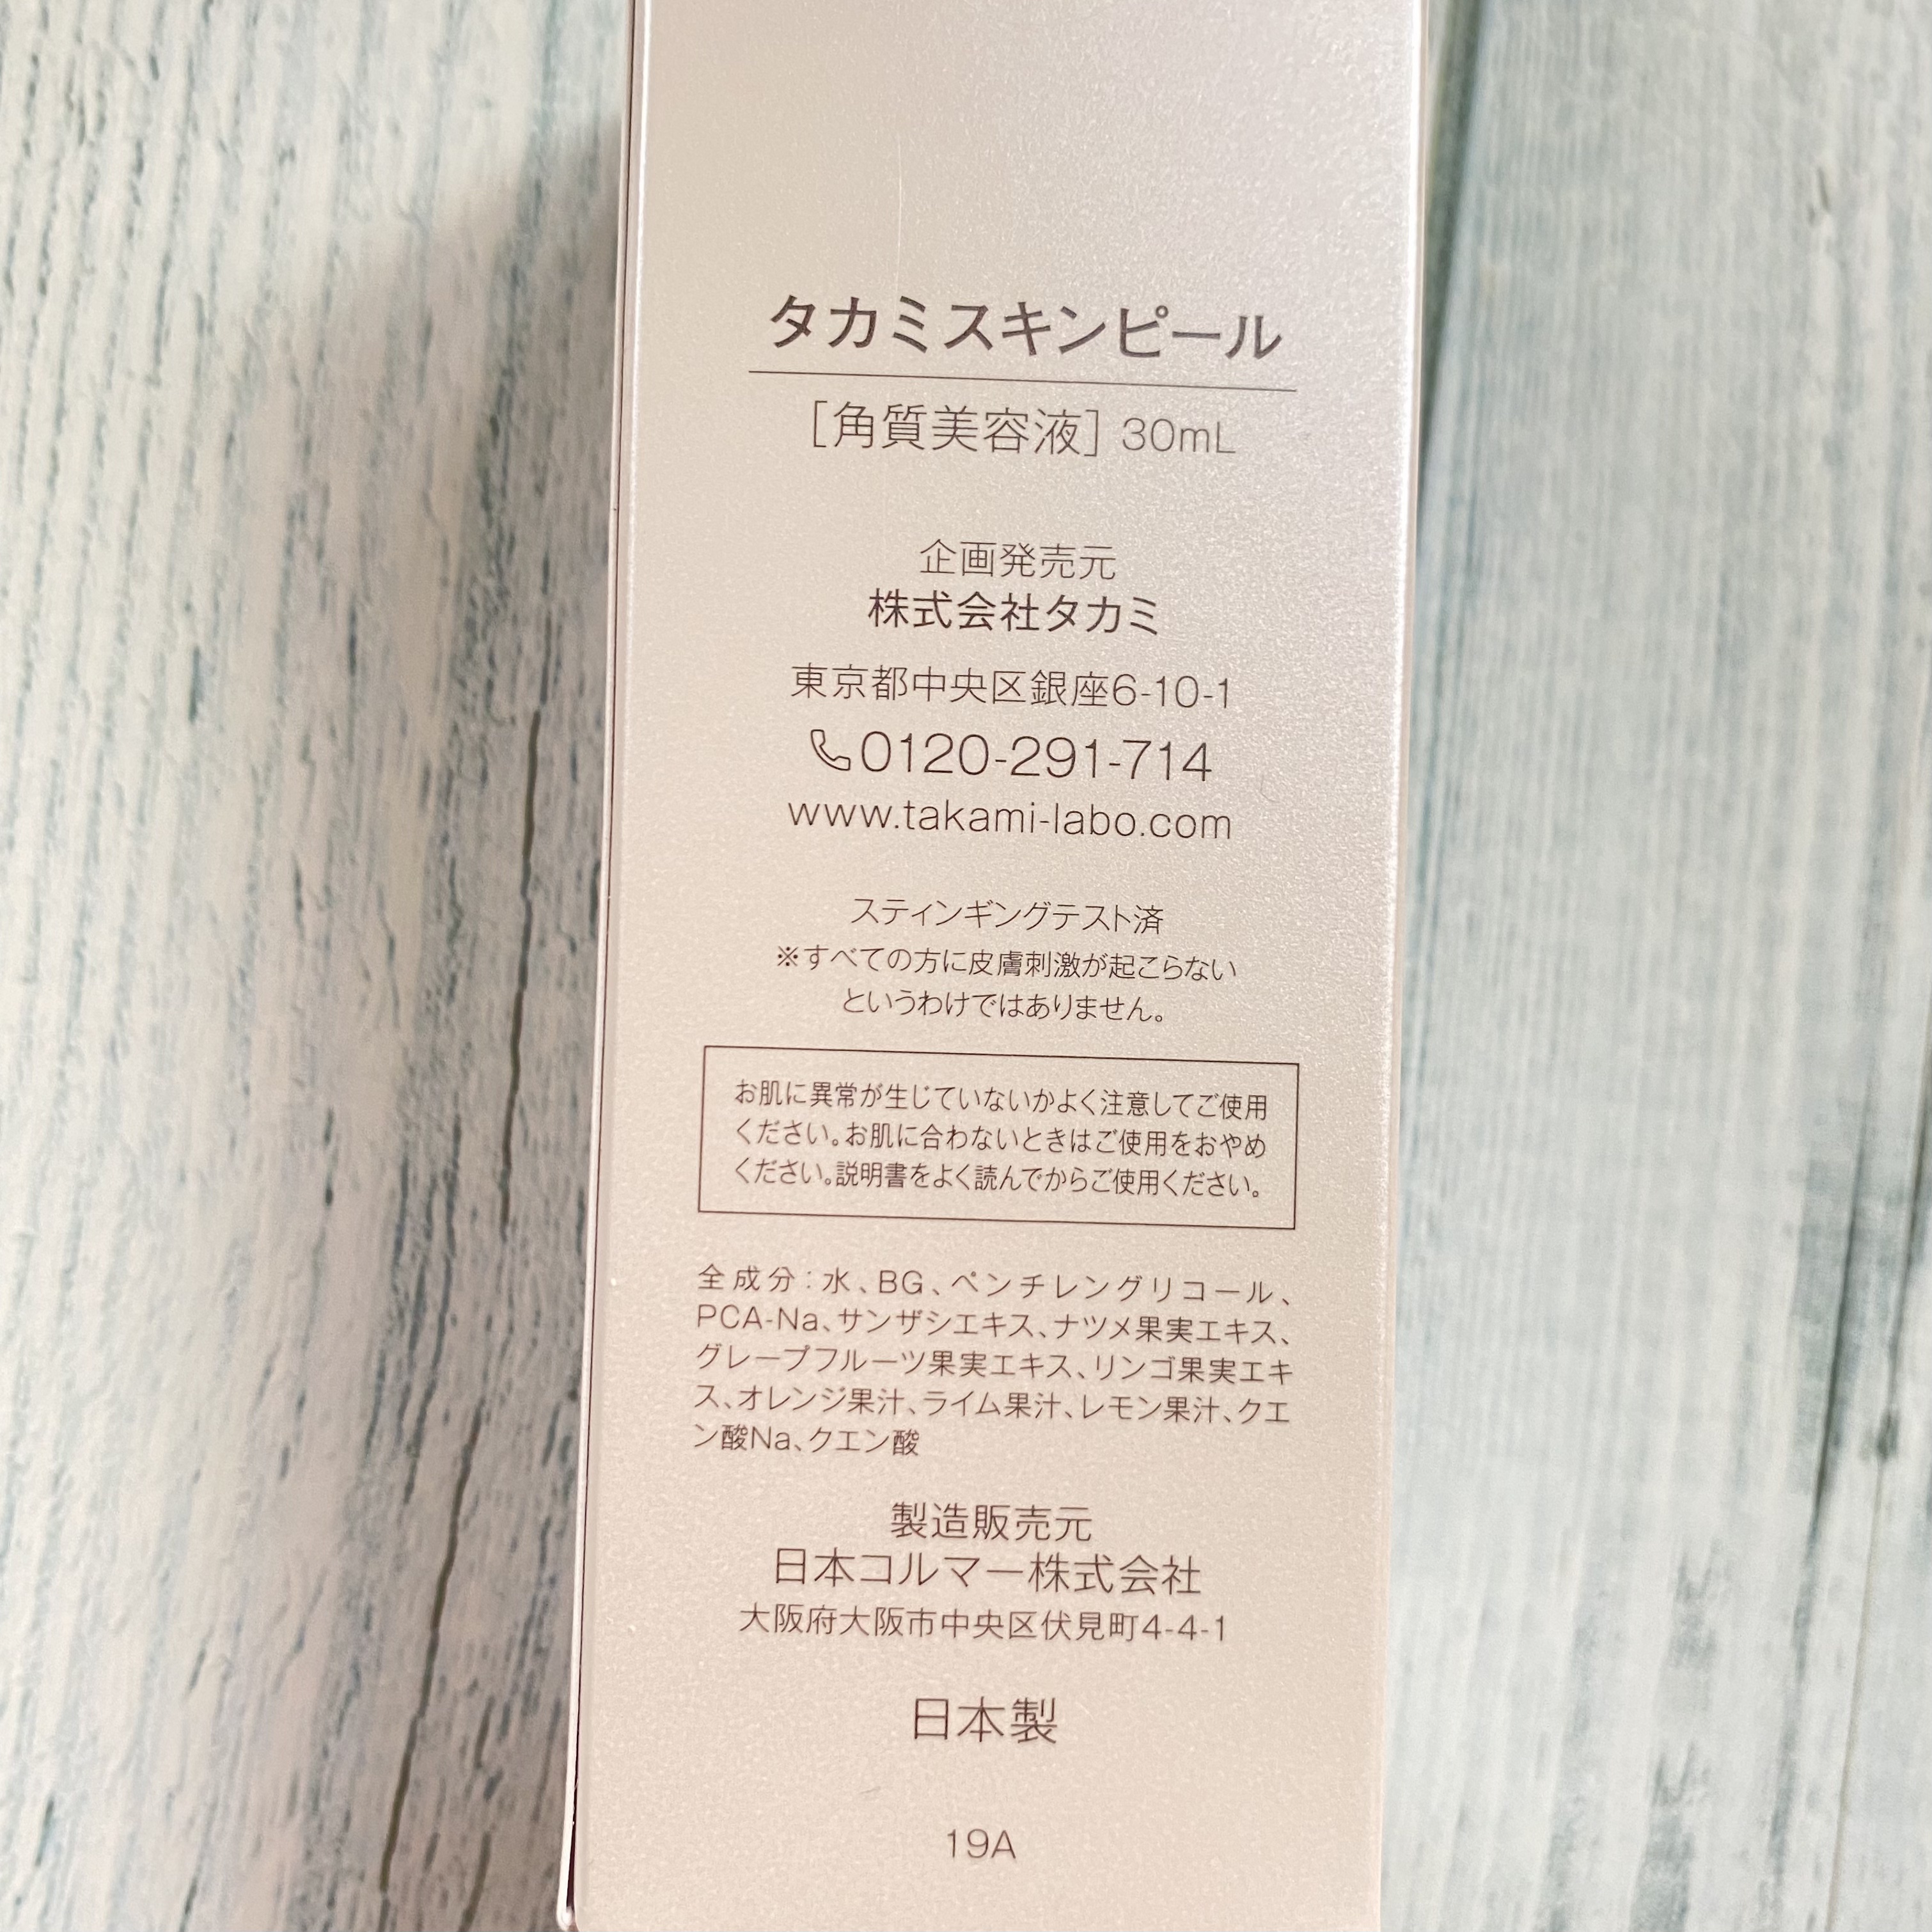 タカミスキンピール
[角質美容液] 30mL
企画発売元
株式会社タカミ
東京都中央区銀座6-10-1
0120-291-714
www.takami-labo.com
スティンギングテスト済
※すべての方に皮膚刺激が起こらない
というわけではありません。
お肌に異常が生じていないかよく注意してご使用
ください。お肌に合わないときはご使用をおやめ
ください。説明書をよく読んでからご使用ください。
全成分:水、BG、ペンチレングリコール、
PCA-Na、サンザシエキス、ナツメ果実エキス、
グレープフルーツ果実エキス、リンゴ果実エキ
ス、オレンジ果汁、ライム果汁、レモン果汁、クエ
ン酸Na、クエン酸
製造販売元
日本コルマー株式会社
大阪府大阪市中央区伏見町4-4-1
日本製
19A